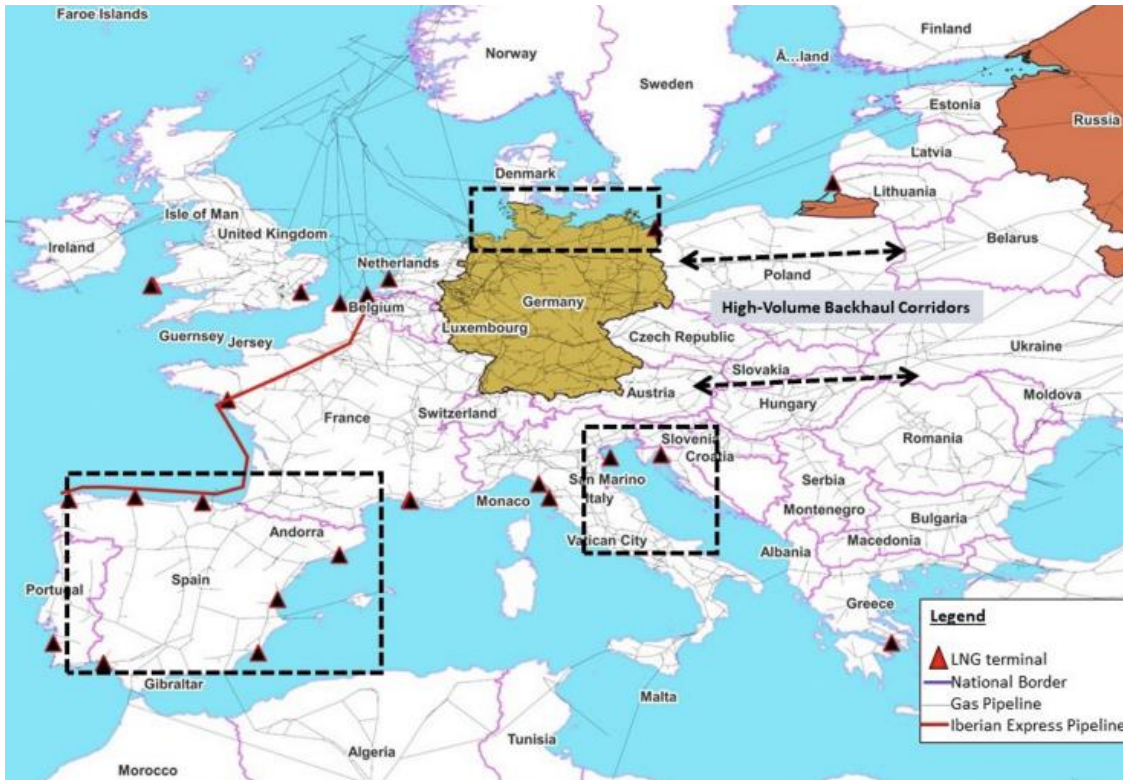 Faroe Islands
Finland
Norway
Å...land
Sweden
Estonia
Russia
Latvia
Denmark
Lithuania
Isle of Man
United Kingdom
Ireland
Belarus
Netherlands
Poland
Germany
Belgium
High-Volume Backhaul Corridors
Luxembourg
Guernsey
Jersey
Czech Republic
Ukraine
Slovakia
Austria
Moldova
Hungary
France
Switzerland
Romania
Slovenia
Croatia
San Marino
Serbia
Monaco
Italy
Montenegro
Andorra
Bulgaria
Vatican City
Macedonia
Albania
Spain
Portugal
Greece
Legend
LNG terminal
National Border
Gas Pipeline
Iberian Express Pipeline
Gibraltar
Malta
Tunisia
Algeria
Morocco